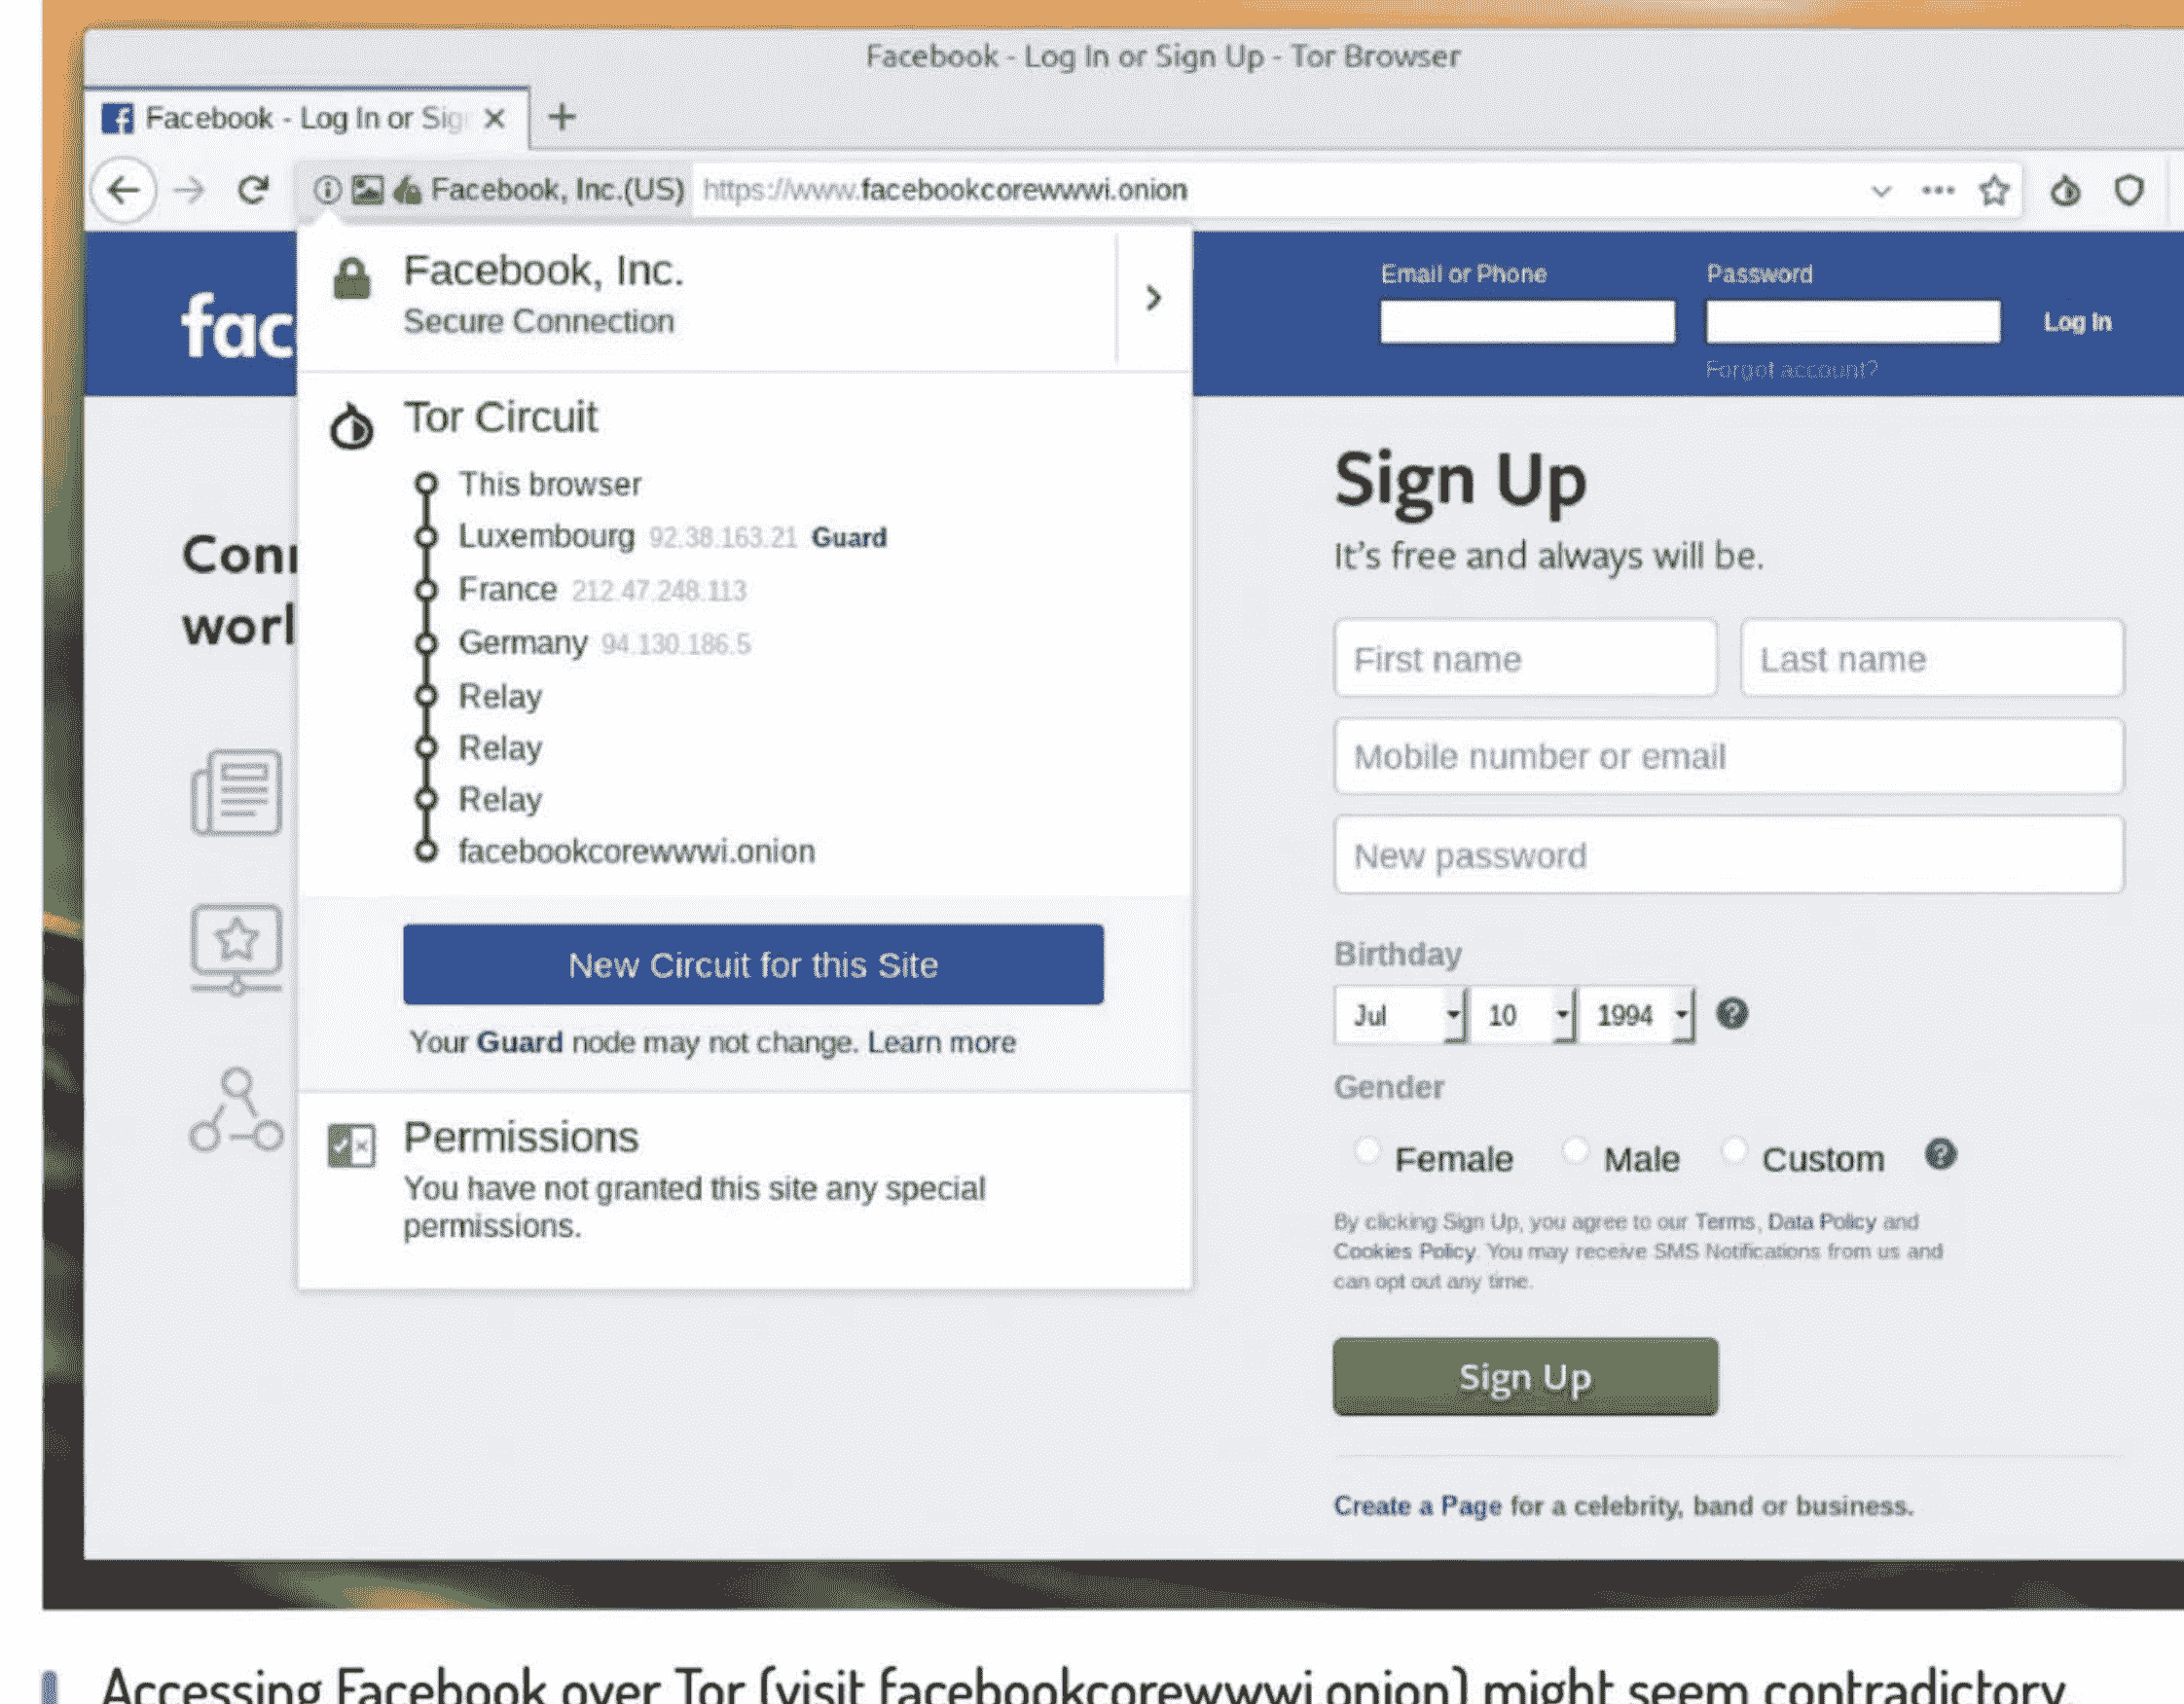 Facebook - Log In or Sign Up - Tor Browser
Facebook - Log In or Sig
Facebook, Inc.(US) https://www.facebookcorewwwi.onion
Facebook, Inc.
Secure Connection
Email or Phone Password
Log In
Forgot account?
fac
Tor Circuit
This browser
Luxembourg 92.38.163.21 Guard
France 212.47.248.113
Germany 94.130.186.5
Relay
Relay
Relay
facebookcorewwwi.onion
New Circuit for this Site
Your Guard node may not change. Learn more
Permissions
You have not granted this site any special
permissions.
Conn
worl
Sign Up
It's free and always will be.
First name Last name
Mobile number or email
New password
Birthday
Jul 10 1994
Gender
Female Male Custom
By clicking Sign Up, you agree to our Terms, Data Policy and
Cookies Policy. You may receive SMS Notifications from us and
can opt out any time.
Sign Up
Create a Page for a celebrity, band or business.
Accessing Facebook over Tor (visit facebookcorewwwi.onion) might seem contradictory